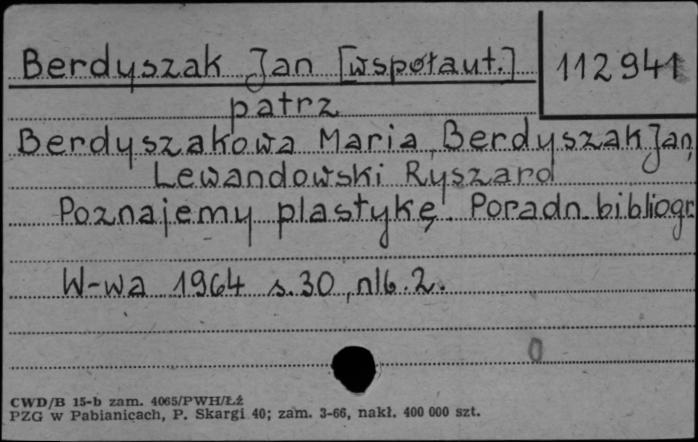 Berdyszak Jan [współaut.]
112941
patrz
Berdyszakowa Maria, Berdyszak Jan
Lewandowski Ryszard
Poznajemy plastykę. Poradn. bibliogr
W-wa 1964 s. 30, nlb. 2.
0
CWD/B 15-b zam. 4065/PWH/Łź
PZG w Pabianicach, P. Skargi 40; zam. 3-66, nakł. 400 000 szt.